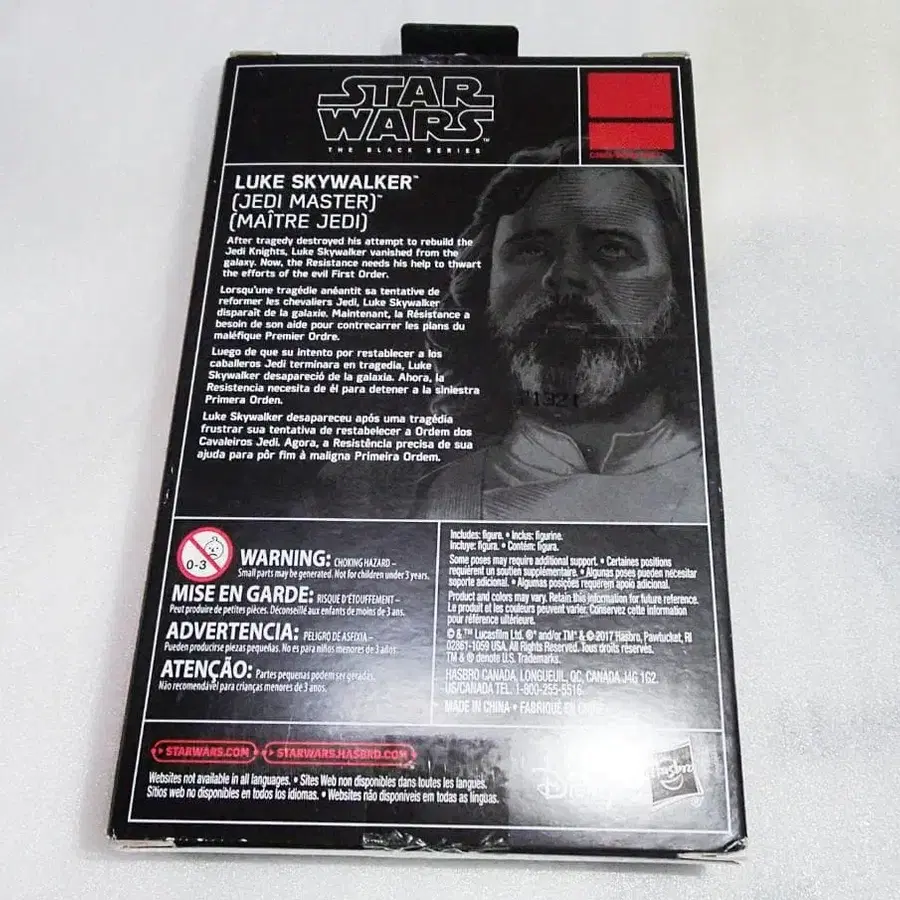 STAR
WARS™
THE BLACK SERIES
LUKE SKYWALKER™
(JEDI MASTER)™
(MAÎTRE JEDI)
After tragedy destroyed his attempt to rebuild the
Jedi Knights, Luke Skywalker vanished from the
galaxy. Now, the Resistance needs his help to thwart
the efforts of the evil First Order.
Lorsqu'une tragédie anéantit sa tentative de
reformer les chevaliers Jedi, Luke Skywalker
disparaît de la galaxie. Maintenant, la Résistance a
besoin de son aide pour contrecarrer les plans du
maléfique Premier Ordre.
Luego de que su intento por restablecer a los
caballeros Jedi terminara en tragedia, Luke
Skywalker desapareció de la galaxia. Ahora, la
Resistencia necesita de él para detener a la siniestra
Primera Orden.
Luke Skywalker desapareceu após uma tragédia
frustrar sua tentativa de restabelecer a Ordem dos
Cavaleiros Jedi. Agora, a Resistência precisa de sua
ajuda para pôr fim à maligna Primeira Ordem.
0-3
WARNING: CHOKING HAZARD –
Small parts may be generated. Not for children under 3 years.
MISE EN GARDE: RISQUE D'ÉTOUFFEMENT –
Peut produire de petites pièces. Déconseillé aux enfants de moins de 3 ans.
ADVERTENCIA: PELIGRO DE ASFIXIA –
Pueden producirse piezas pequeñas. No es para niños menores de 3 años.
ATENÇÃO: Partes pequenas podem ser geradas.
Não recomendável para crianças menores de 3 anos.
Includes: figure. • Inclus: figurine.
Incluye: figura. • Contém: figura.
Some poses may require additional support. • Certaines positions
requièrent un soutien supplémentaire. • Algunas poses pueden necesitar
soporte adicional. • Algumas posições requerem apoio adicional.
Product and colors may vary. Retain this information for future reference.
Le produit et les couleurs peuvent varier. Conservez cette information
pour référence ultérieure.
© & ™ Lucasfilm Ltd. ®* and/or TM* & © 2017 Hasbro, Pawtucket, RI
02861-1059 USA. All Rights Reserved. Tous droits réservés.
TM & ® denote U.S. Trademarks.
HASBRO CANADA, LONGUEUIL, QC, CANADA J4G 1G2.
US/CANADA TEL. 1-800-255-5516.
MADE IN CHINA • FABRIQUÉ EN CHINE
STARWARS.COM • STARWARS.HASBRO.COM
Websites not available in all languages. • Sites Web non disponibles dans toutes les langues.
Sitios web no disponibles en todos los idiomas. • Websites não disponíveis em todas as línguas.
Disney
Hasbro